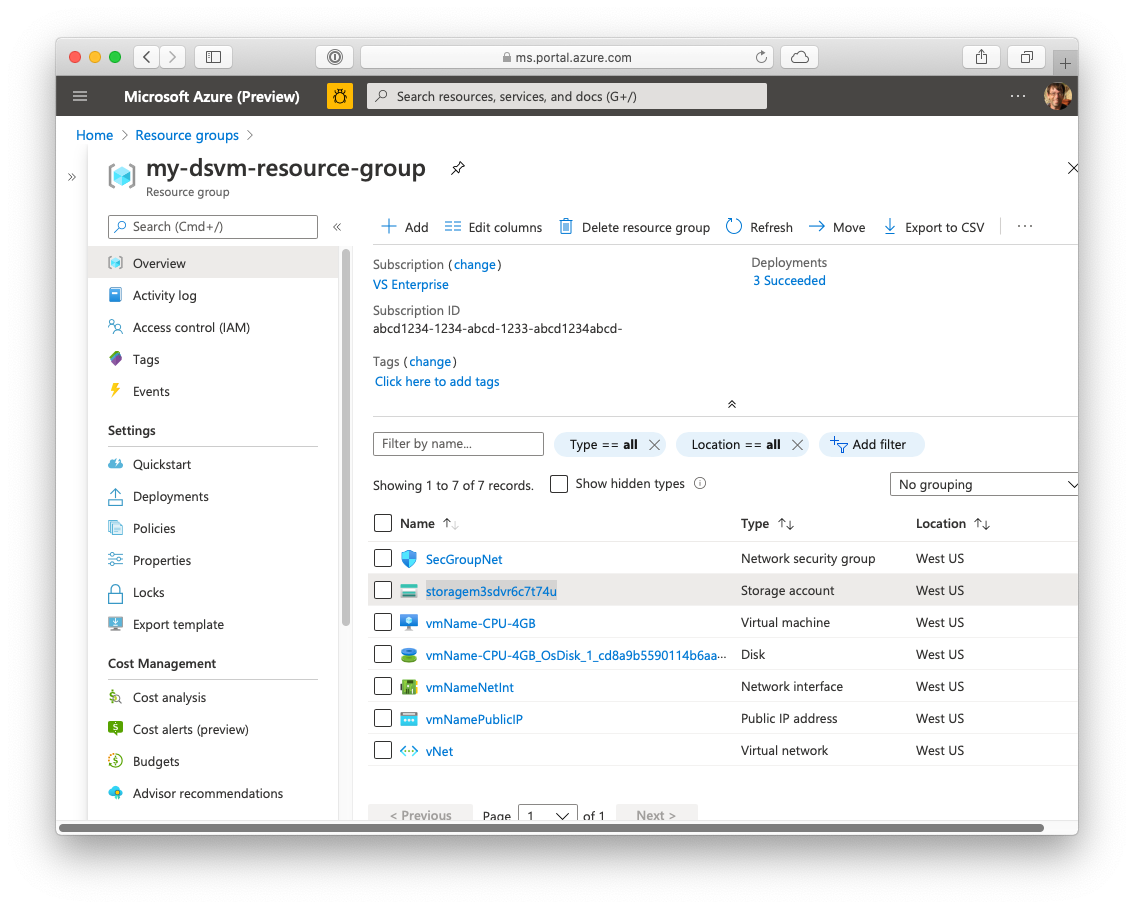 ms.portal.azure.com
Microsoft Azure (Preview)
Search resources, services, and docs (G+/)
Home > Resource groups >
my-dsvm-resource-group
Resource group
Search (Cmd+/)
Overview
Activity log
Access control (IAM)
Tags
Events
Settings
Quickstart
Deployments
Policies
Properties
Locks
Export template
Cost Management
Cost analysis
Cost alerts (preview)
Budgets
Advisor recommendations
Add Edit columns Delete resource group Refresh Move Export to CSV
Subscription (change)
VS Enterprise
Subscription ID
abcd1234-1234-abcd-1233-abcd1234abcd-
Deployments
3 Succeeded
Tags (change)
Click here to add tags
Filter by name... Type == all Location == all Add filter
Showing 1 to 7 of 7 records. Show hidden types No grouping
Name Type Location
SecGroupNet Network security group West US
storagem3sdvr6c7t74u Storage account West US
vmName-CPU-4GB Virtual machine West US
vmName-CPU-4GB_OsDisk_1_cd8a9b5590114b6aa... Disk West US
vmNameNetInt Network interface West US
vmNamePublicIP Public IP address West US
vNet Virtual network West US
< Previous Page 1 of 1 Next >